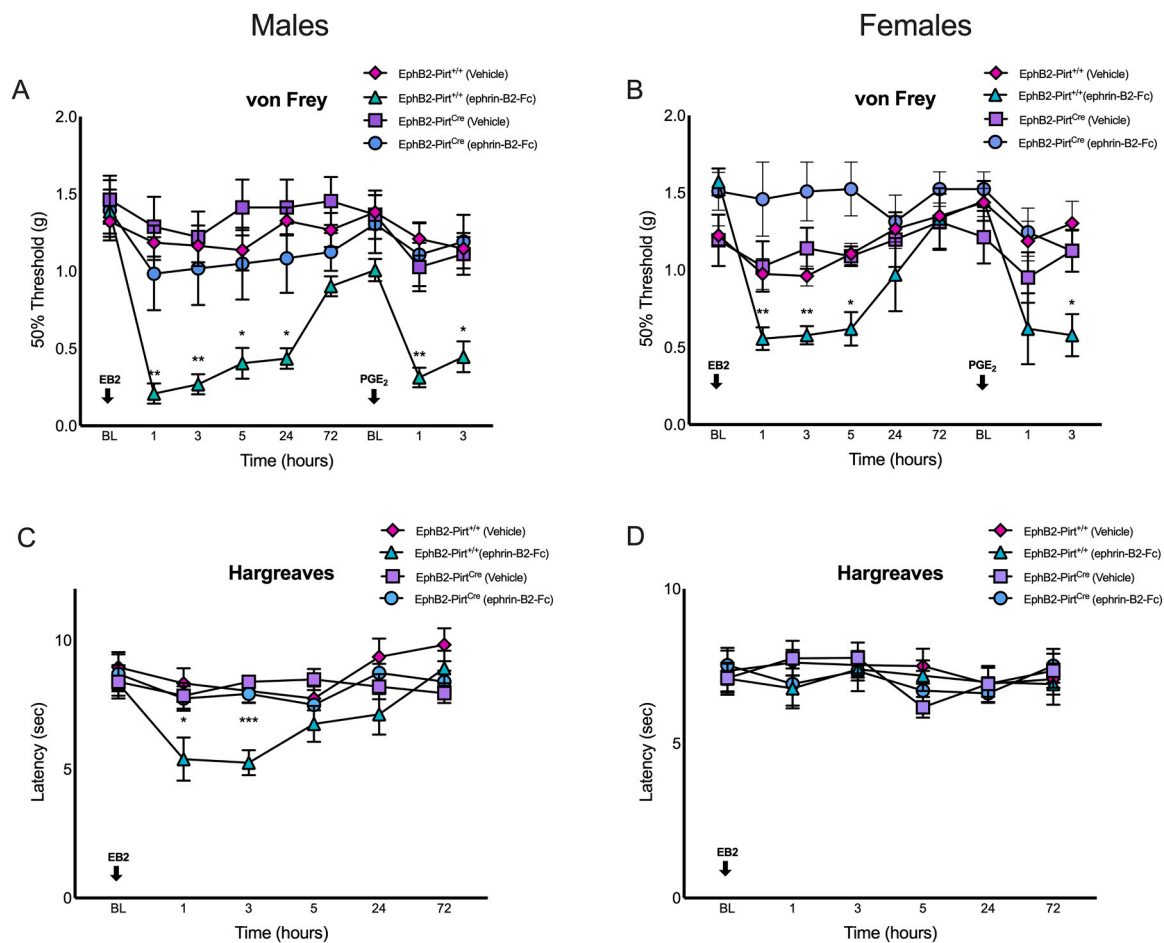 Males
Females
A
von Frey
EphB2-Pirt+/+ (Vehicle)
EphB2-Pirt+/+ (ephrin-B2-Fc)
EphB2-PirtCre (Vehicle)
EphB2-PirtCre (ephrin-B2-Fc)
50% Threshold (g)
2.0
1.5
1.0
0.5
0.0
EB2
PGE2
**
**
*
*
**
*
BL
1
3
5
24
72
BL
1
3
Time (hours)
B
von Frey
EphB2-Pirt+/+ (Vehicle)
EphB2-Pirt+/+ (ephrin-B2-Fc)
EphB2-PirtCre (Vehicle)
EphB2-PirtCre (ephrin-B2-Fc)
50% Threshold (g)
2.0
1.5
1.0
0.5
0.0
EB2
PGE2
**
**
*
*
BL
1
3
5
24
72
BL
1
3
Time (hours)
C
Hargreaves
EphB2-Pirt+/+ (Vehicle)
EphB2-Pirt+/+ (ephrin-B2-Fc)
EphB2-PirtCre (Vehicle)
EphB2-PirtCre (ephrin-B2-Fc)
Latency (sec)
10
5
0
*
***
EB2
BL
1
3
5
24
72
Time (hours)
D
Hargreaves
EphB2-Pirt+/+ (Vehicle)
EphB2-Pirt+/+ (ephrin-B2-Fc)
EphB2-PirtCre (Vehicle)
EphB2-PirtCre (ephrin-B2-Fc)
Latency (sec)
10
5
0
EB2
BL
1
3
5
24
72
Time (hours)